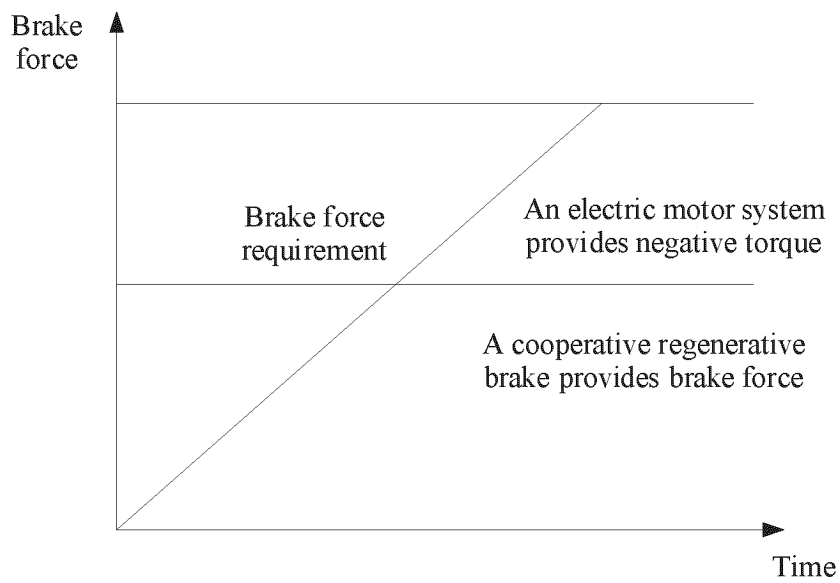 Brake
force
Brake force
requirement
An electric motor system
provides negative torque
A cooperative regenerative
brake provides brake force
Time